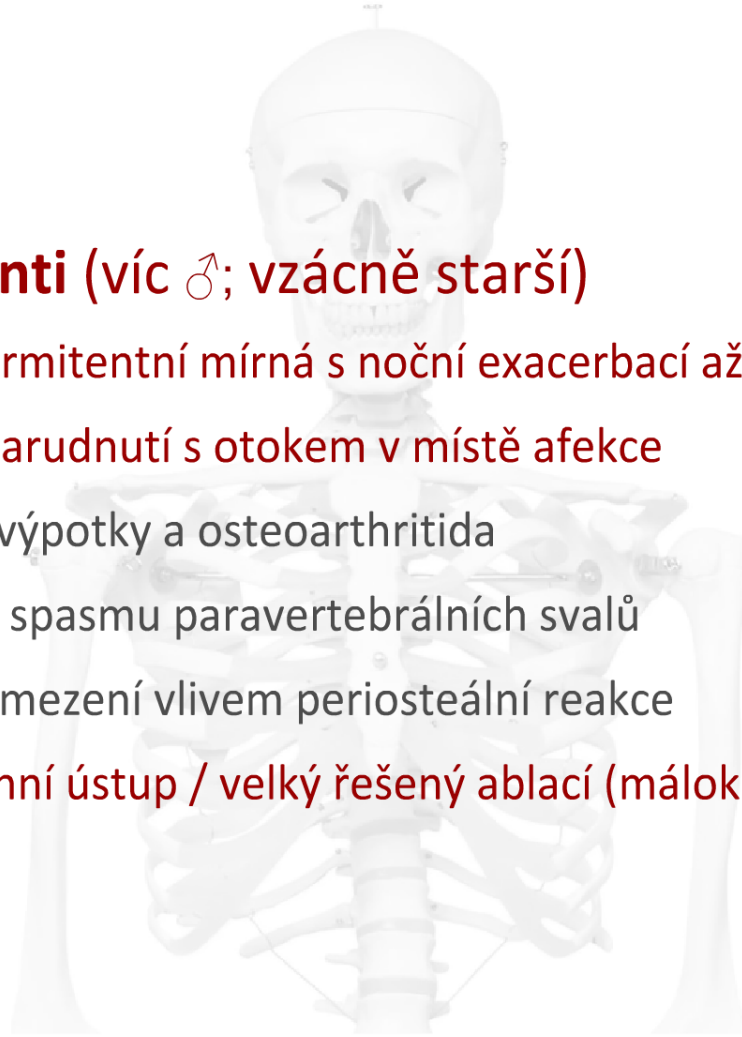 nti (víc ♂; vzácně starší)
rmitentní mírná s noční exacerbací až
arudnutí s otokem v místě afekce
výpotky a osteoarthritida
spasmu paravertebrálních svalů
mezení vlivem periosteální reakce
nní ústup / velký řešený ablací (málok